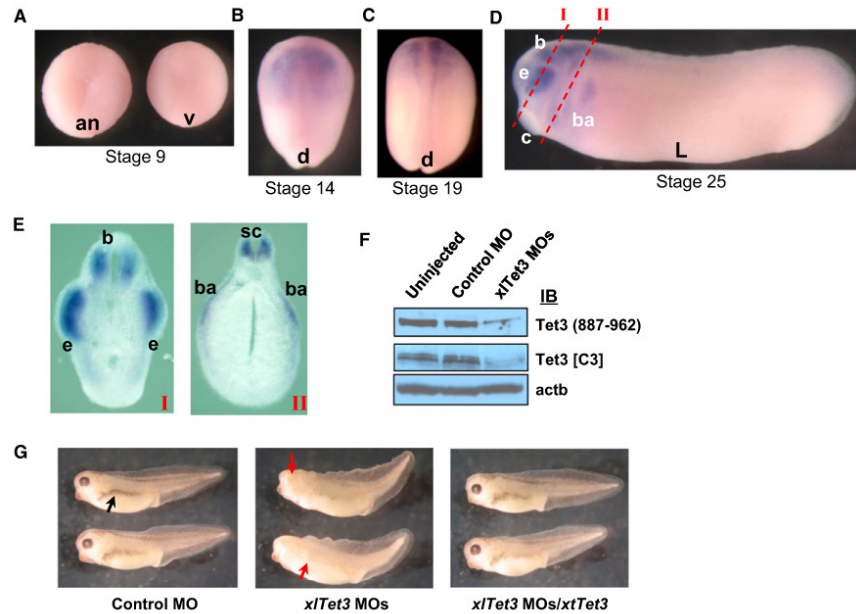 A
an
v
Stage 9
B
d
Stage 14
C
d
Stage 19
D
I
II
b
e
c
ba
L
Stage 25
E
b
e
e
I
sc
ba
ba
II
F
Uninjected
Control MO
xlTet3 MOs
IB
Tet3 (887-962)
Tet3 [C3]
actb
G
Control MO
xlTet3 MOs
xlTet3 MOs/xtTet3